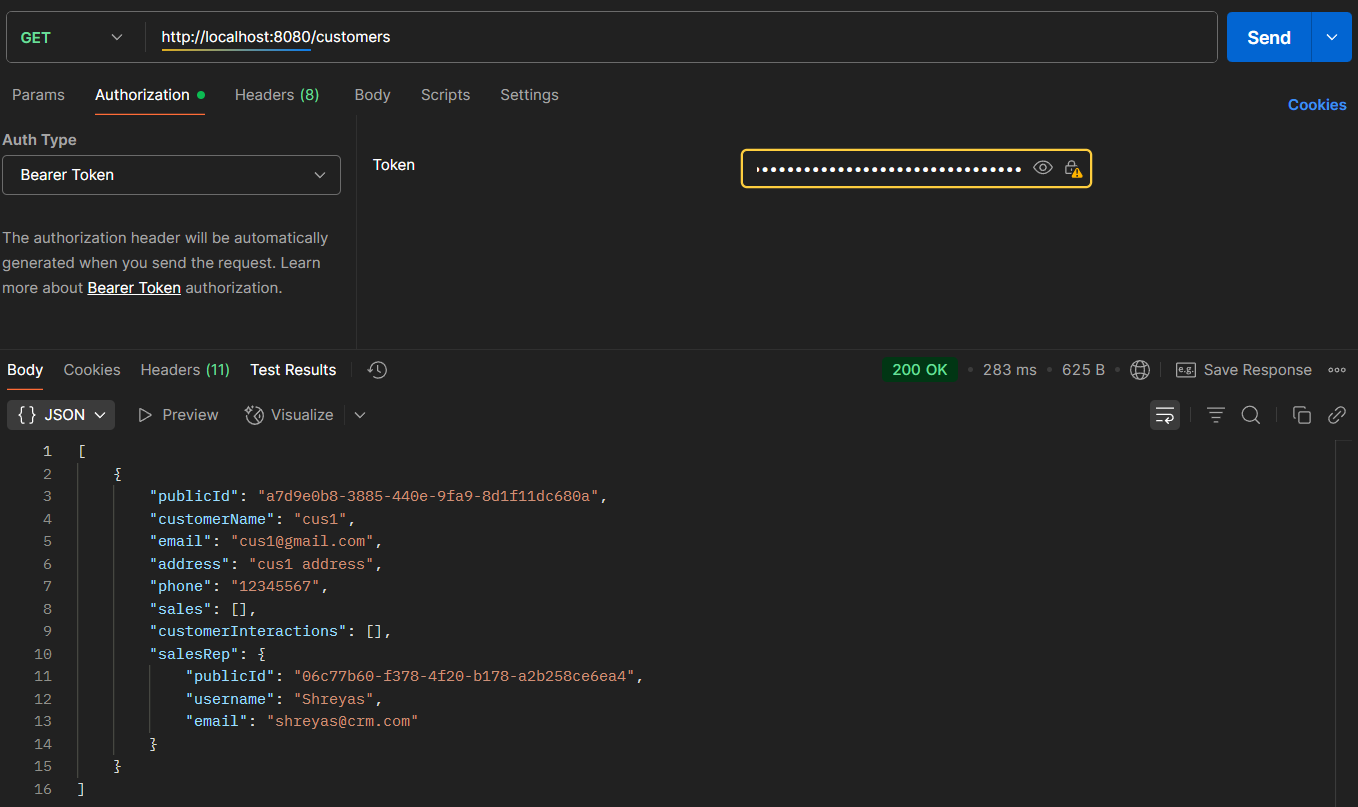 GET http://localhost:8080/customers Send
Params Authorization Headers (8) Body Scripts Settings Cookies
Auth Type
Bearer Token
The authorization header will be automatically
generated when you send the request. Learn
more about Bearer Token authorization.
Token
Body Cookies Headers (11) Test Results 200 OK • 283 ms • 625 B • e.g. Save Response
{} JSON Preview Visualize
1 [
2 {
3 "publicId": "a7d9e0b8-3885-440e-9fa9-8d1f11dc680a",
4 "customerName": "cus1",
5 "email": "cus1@gmail.com",
6 "address": "cus1 address",
7 "phone": "12345567",
8 "sales": [],
9 "customerInteractions": [],
10 "salesRep": {
11 "publicId": "06c77b60-f378-4f20-b178-a2b258ce6ea4",
12 "username": "Shreyas",
13 "email": "shreyas@crm.com"
14 }
15 }
16 ]